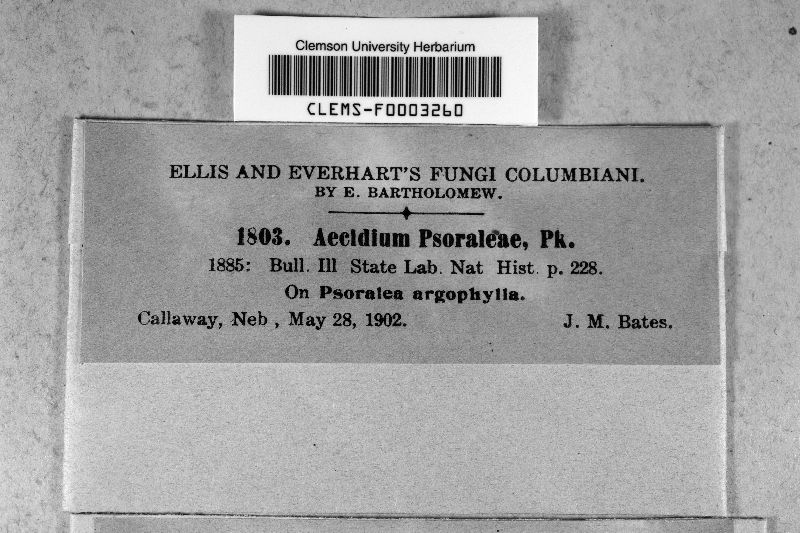 Clemson University Herbarium
CLEMS-F0003260
ELLIS AND EVERHART'S FUNGI COLUMBIANI.
BY E. BARTHOLOMEW.
1803. Aecidium Psoraleae, Pk.
1885: Bull. Ill State Lab. Nat Hist. p. 228.
On Psoralea argophylla.
Callaway, Neb , May 28, 1902. J. M. Bates.